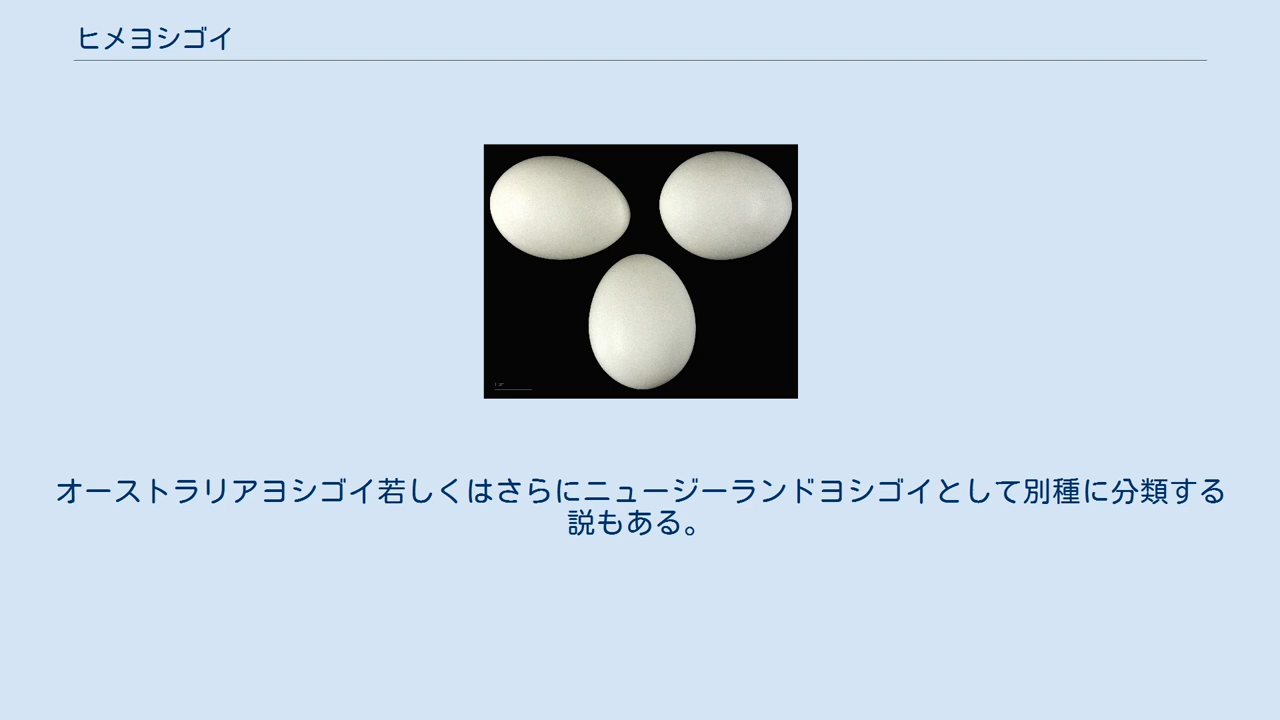 ヒメヨシゴイ
オーストラリアヨシゴイ若しくはさらにニュージーランドヨシゴイとして別種に分類する
説もある。